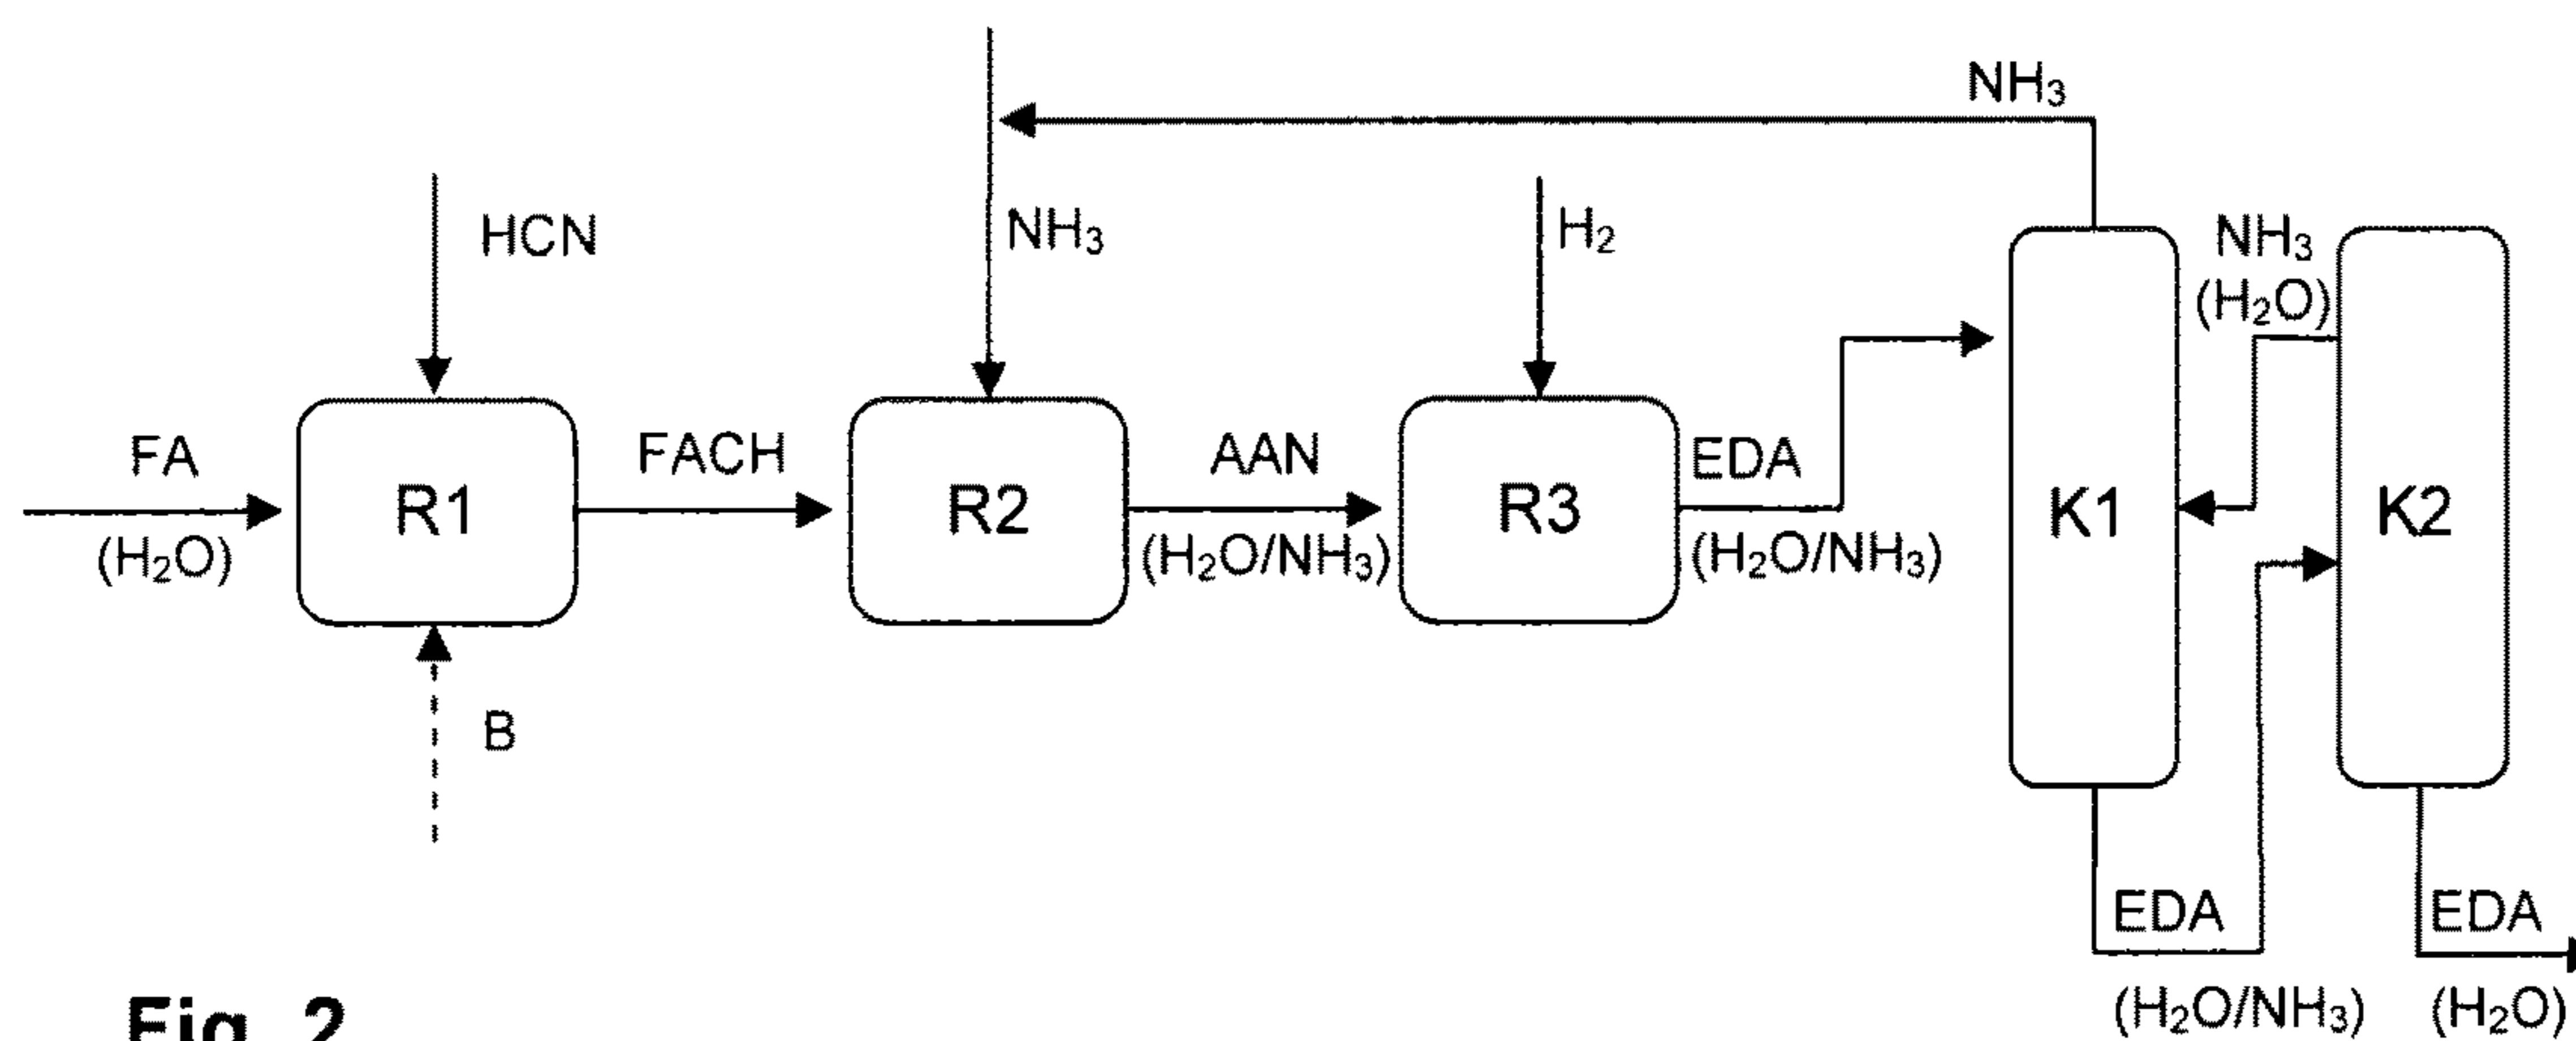 NH₃
HCN
NH₃
H₂
NH₃
(H₂O)
FA
(H₂O)
R1
FACH
R2
AAN
(H₂O/NH₃)
R3
EDA
(H₂O/NH₃)
K1
K2
B
EDA
(H₂O/NH₃)
EDA
(H₂O)
Fig. 2